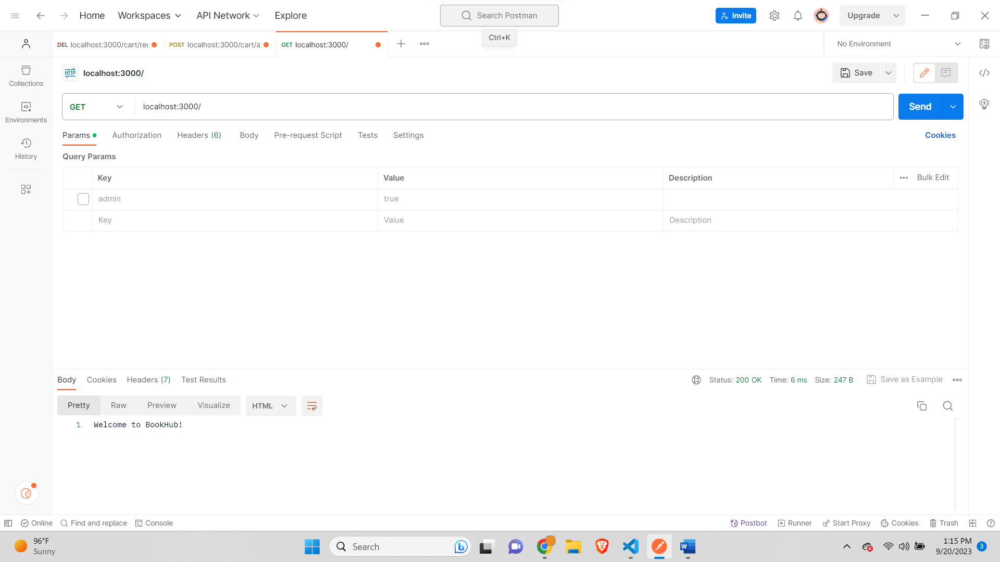 Home Workspaces API Network Explore Search Postman Invite Upgrade
Ctrl+K
DEL localhost:3000/cart/rei POST localhost:3000/cart/a GET localhost:3000/ No Environment
HTTP localhost:3000/ Save
Collections
Environments
History
GET localhost:3000/ Send
Params Authorization Headers (6) Body Pre-request Script Tests Settings Cookies
Query Params
Key Value Description Bulk Edit
admin true
Key Value Description
Body Cookies Headers (7) Test Results Status: 200 OK Time: 6 ms Size: 247 B Save as Example
Pretty Raw Preview Visualize HTML
1 Welcome to BookHub!
Online Find and replace Console Postbot Runner Start Proxy Cookies Trash
96°F
Sunny
Search
1:15 PM
9/20/2023
3